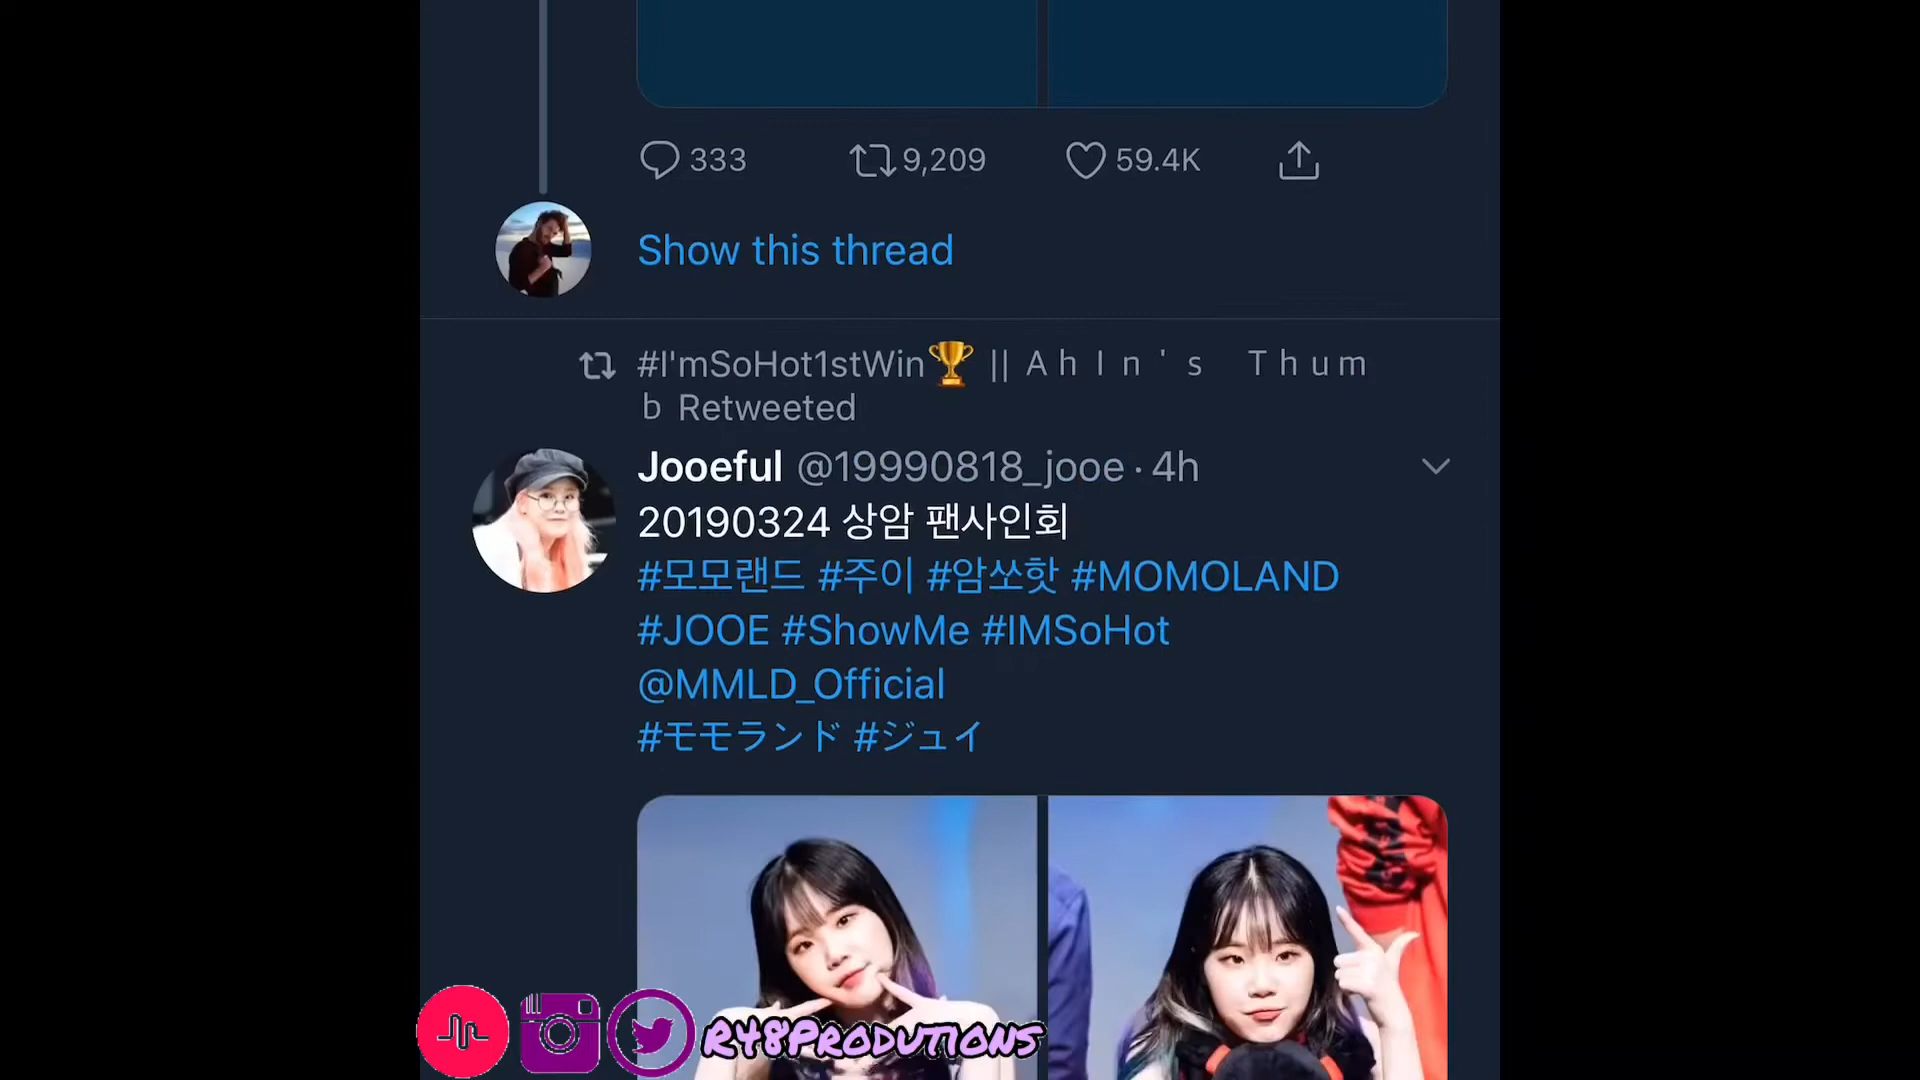 333 9,209 59.4K
Show this thread
#I'mSoHot1stWin🏆 || A h I n ' s T h u m
b Retweeted
Jooeful @19990818_jooe · 4h
20190324 상암 팬사인회
#모모랜드 #주이 #암쏘핫 #MOMOLAND
#JOOE #ShowMe #IMSoHot
@MMLD_Official
#モモランド #ジュイ
R48PRODUTIONS